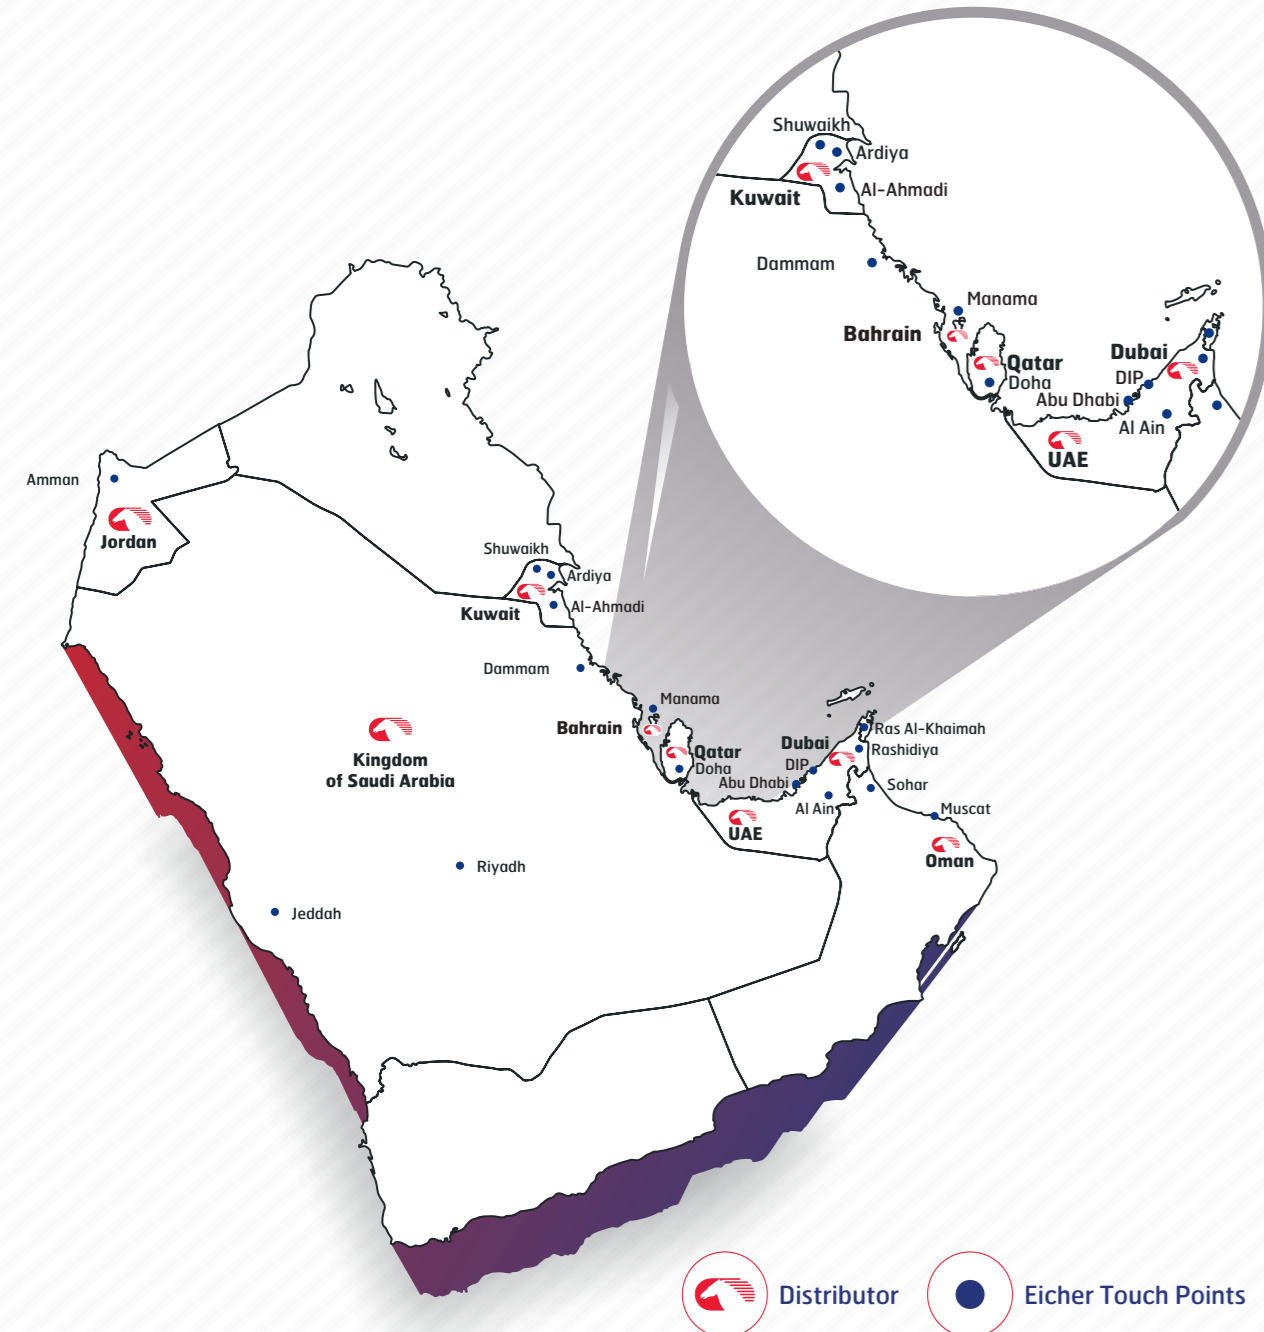 Shuwaikh
Ardiya
Al-Ahmadi
Kuwait
Dammam
Manama
Bahrain
Qatar
Doha
Dubai
DIP
Abu Dhabi
Al Ain
UAE
Amman
Jordan
Shuwaikh
Ardiya
Al-Ahmadi
Kuwait
Dammam
Manama
Bahrain
Qatar
Doha
Dubai
DIP
Abu Dhabi
Al Ain
UAE
Ras Al-Khaimah
Rashidiya
Sohar
Muscat
Oman
Kingdom
of Saudi Arabia
Riyadh
Jeddah
Distributor
Eicher Touch Points